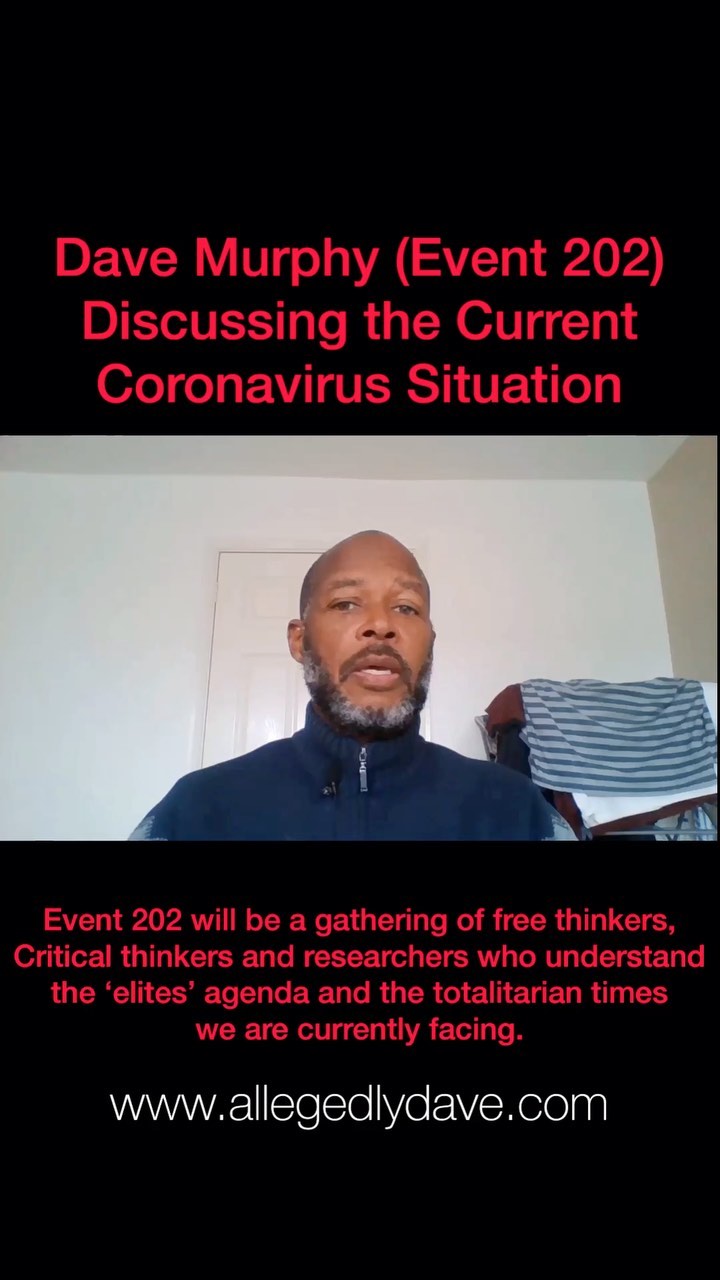 Dave Murphy (Event 202)
Discussing the Current
Coronavirus Situation
Event 202 will be a gathering of free thinkers,
Critical thinkers and researchers who understand
the ‘elites’ agenda and the totalitarian times
we are currently facing.
www.allegedlydave.com